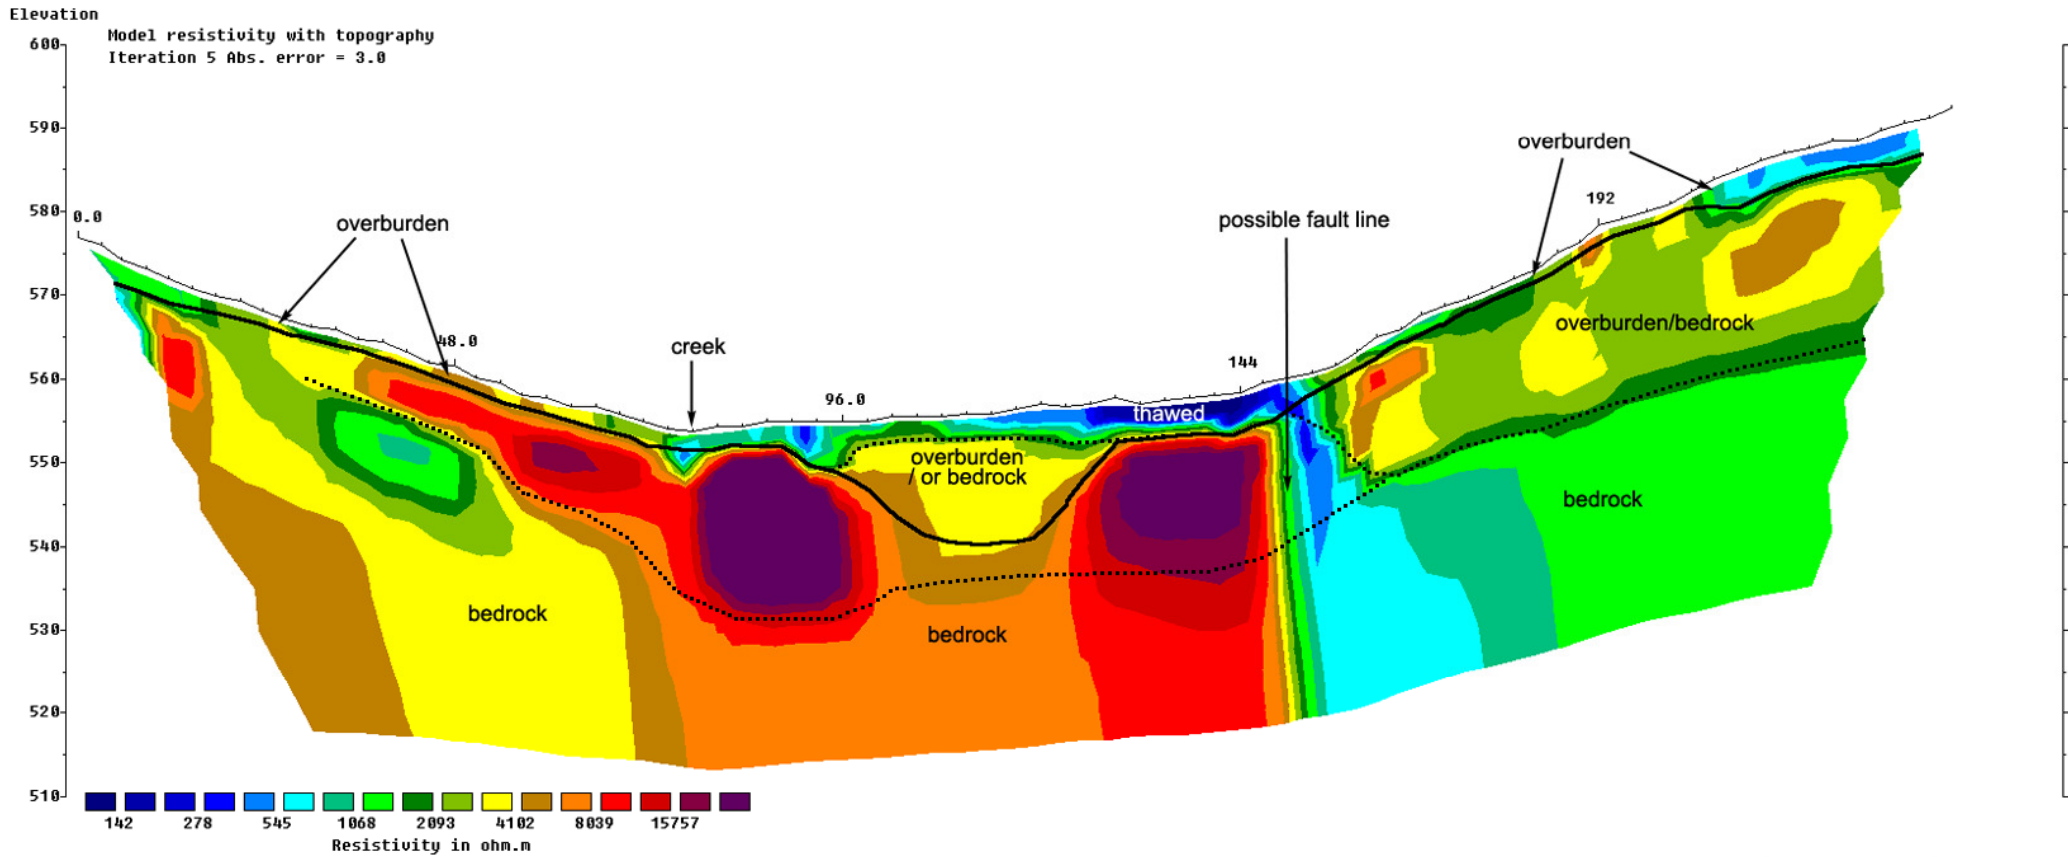 Elevation
Model resistivity with topography
Iteration 5 Abs. error = 3.0
600
590
580
570
560
550
540
530
520
510
0.0
48.0
96.0
144
192
overburden
creek
possible fault line
overburden
thawed
overburden
/ or bedrock
overburden/bedrock
bedrock
bedrock
bedrock
142 278 545 1068 2093 4102 8039 15757
Resistivity in ohm.m